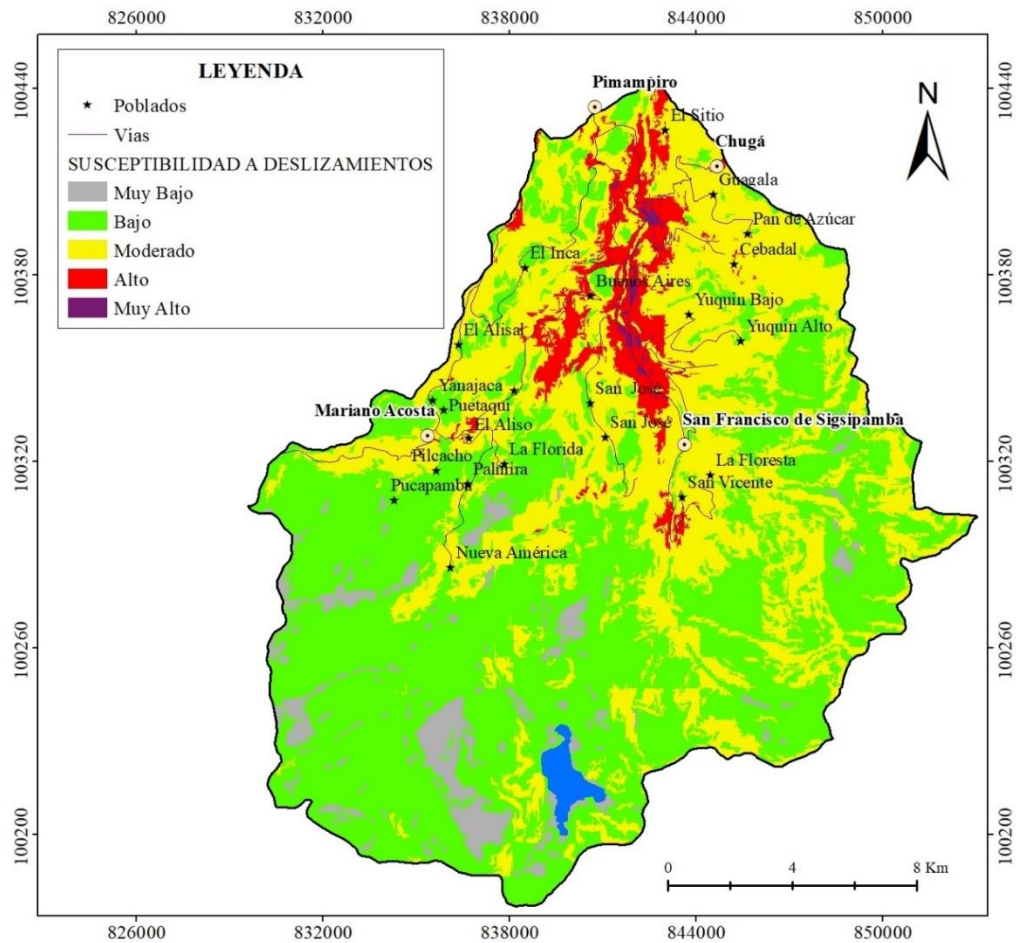 826000 832000 838000 844000 850000
100440
100380
100320
100260
100200
LEYENDA
Poblados
Vias
SUSCEPTIBILIDAD A DESLIZAMIENTOS
Muy Bajo
Bajo
Moderado
Alto
Muy Alto
N
Pimampiro
El Sitio
Chugá
Guagala
Pan de Azúcar
Cebadal
El Inca
Buenos Aires
Yuquin Bajo
Yuquin Alto
El Alisal
Yanajaca
San José
Mariano Acosta
Puetaquí
El Aliso
San José
San Francisco de Sigsipamba
La Florida
Pilcacho
Palmira
La Floresta
Pucapamba
San Vicente
Nueva América
100440
100380
100320
100260
100200
0 4 8 Km
826000 832000 838000 844000 850000